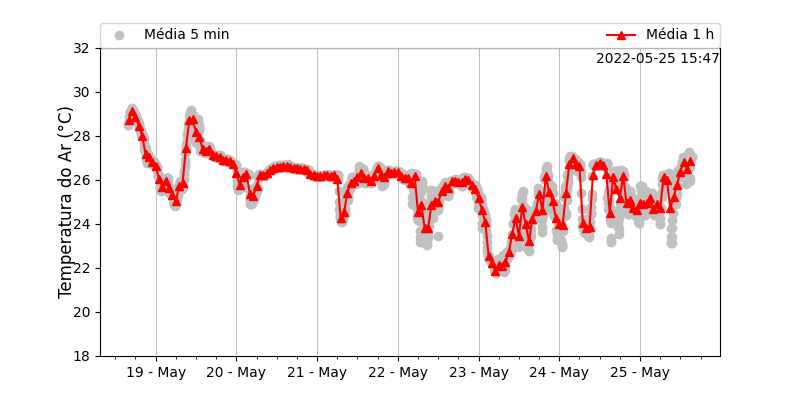 Média 5 min
Média 1 h
2022-05-25 15:47
Temperatura do Ar (°C)
32
30
28
26
24
22
20
18
19 - May
20 - May
21 - May
22 - May
23 - May
24 - May
25 - May